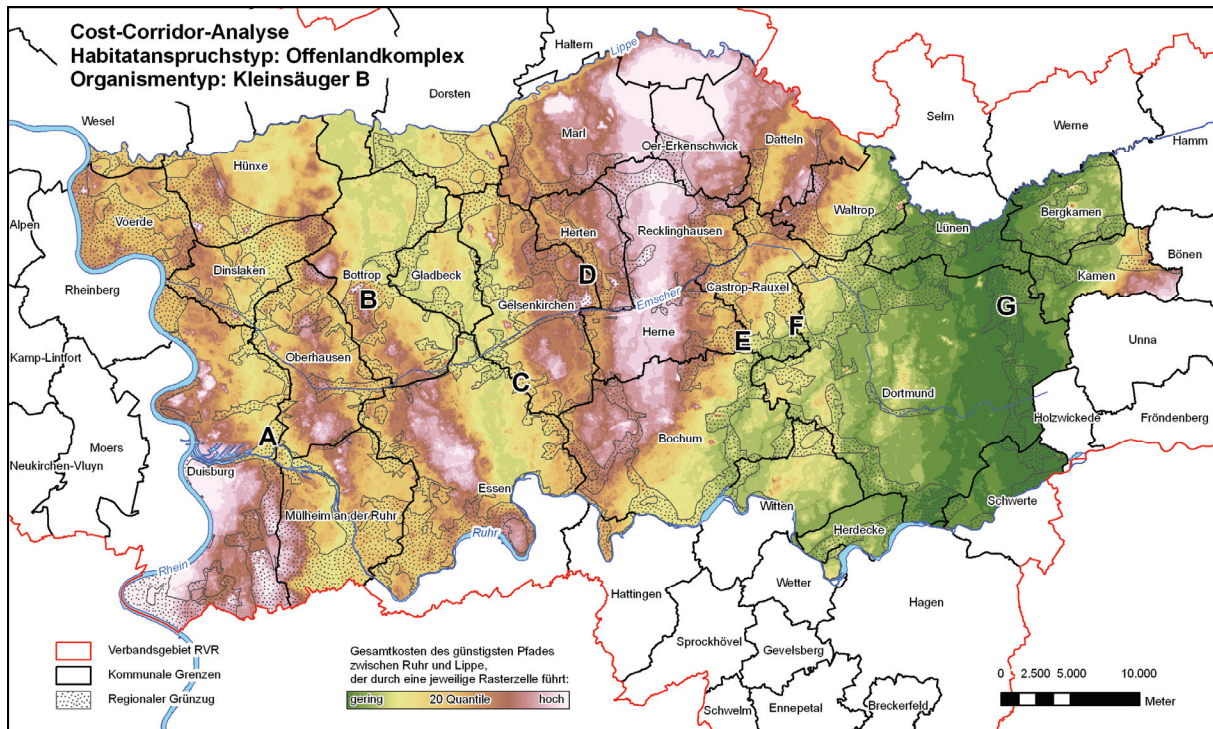 Cost-Corridor-Analyse
Habitatanspruchstyp: Offenlandkomplex
Organismentyp: Kleinsäuger B
Haltern
Lippe
Dorsten
Wesel
Selm
Werne
Hamm
Marl
Oer-Erkenschwick
Datteln
Hünxe
Voerde
Alpen
Waltrop
Lünen
Bergkamen
Herten
Recklinghausen
Rheinberg
Dinslaken
Bottrop
Gladbeck
D
Castrop-Rauxel
Kamen
Bönen
B
Gelsenkirchen
Emscher
G
Herne
E
F
Unna
Kamp-Lintfort
Oberhausen
C
Dortmund
Holzwickede
Fröndenberg
Moers
A
Bochum
Neukirchen-Vluyn
Duisburg
Essen
Schwerte
Mülheim an der Ruhr
Witten
Herdecke
Ruhr
Rhein
Hattingen
Wetter
Hagen
Sprockhövel
Gevelsberg
Schwelm
Ennepetal
Breckerfeld
Verbandsgebiet RVR
Kommunale Grenzen
Regionaler Grünzug
Gesamtkosten des günstigsten Pfades
zwischen Ruhr und Lippe,
der durch eine jeweilige Rasterzelle führt:
gering 20 Quantile hoch
0 2.500 5.000 10.000
Meter